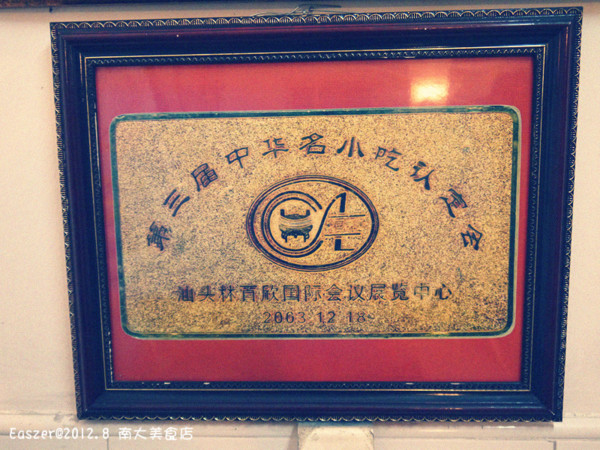 第三届中华名小吃认定会
汕头林百欣国际会议展览中心
2003.12.18
Easzer@2012.8 南大美食店